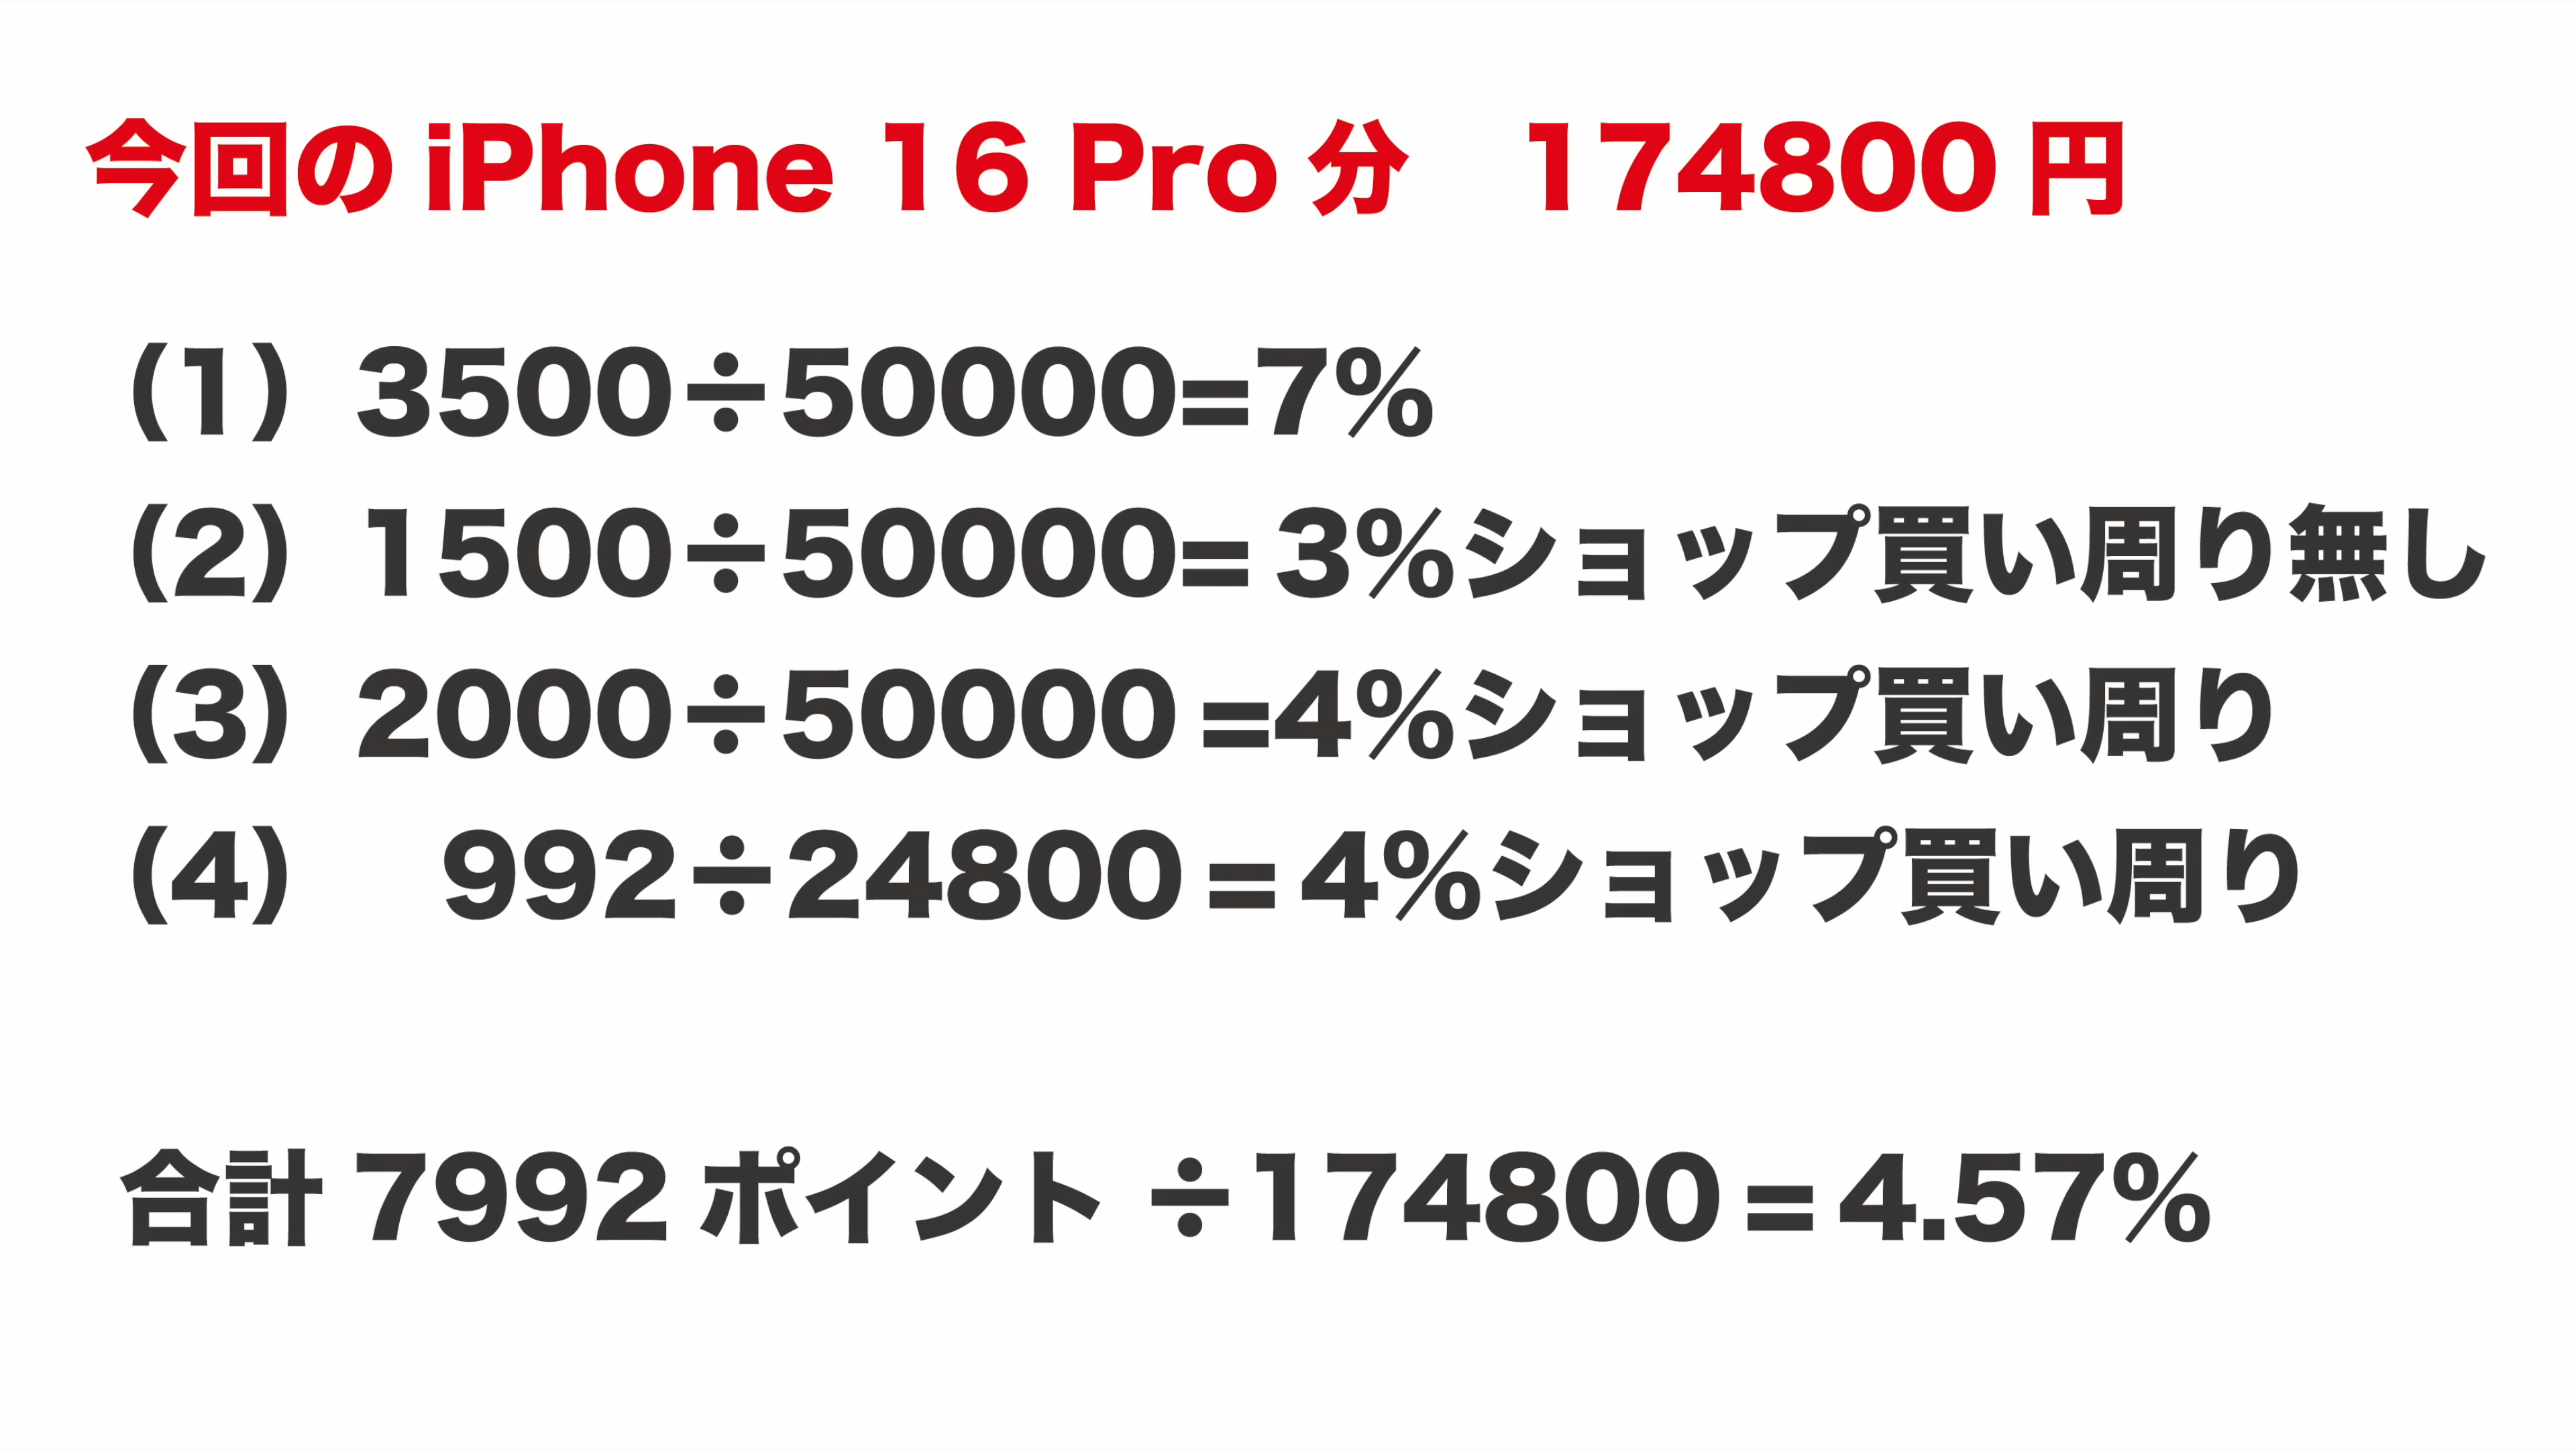 今回のiPhone 16 Pro分　174800円
（1）3500÷50000=7%
（2）1500÷50000=3%ショップ買い周り無し
（3）2000÷50000=4%ショップ買い周り
（4）　992÷24800=4%ショップ買い周り
合計7992ポイント ÷174800=4.57%